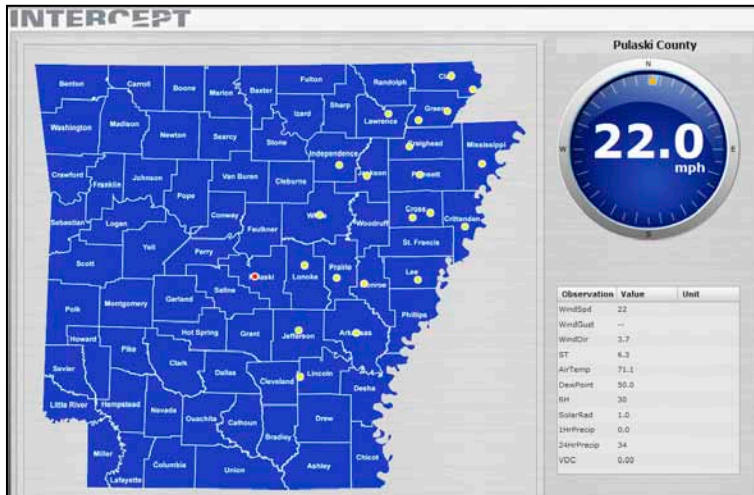 INTERCEPT
Pulaski County
N
W
E
S
22.0
mph
Benton
Carroll
Boone
Marion
Baxter
Fulton
Randolph
Sharp
Izard
Greene
Lawrence
Washington
Madison
Newton
Searcy
Stone
Independence
Craighead
Mississippi
Jackson
Poinsett
Crawford
Franklin
Johnson
Van Buren
Cleburne
Pope
Sebastian
Logan
Conway
Faulkner
White
Woodruff
Cross
Crittenden
St. Francis
Yell
Perry
Scott
Saline
Pulaski
Lonoke
Prairie
Monroe
Lee
Phillips
Polk
Montgomery
Garland
Hot Spring
Grant
Jefferson
Arkansas
Howard
Pike
Clark
Dallas
Cleveland
Lincoln
Desha
Sevier
Little River
Hempstead
Nevada
Ouachita
Calhoun
Bradley
Drew
Miller
Lafayette
Columbia
Union
Ashley
Chicot
Observation Value Unit
WindSpd 22
WindGust --
WindDir 3.7
ST 6.3
AirTemp 71.1
DewPoint 50.0
RH 30
SolarRad 1.0
1HrPrecip 0.0
24HrPrecip 34
VDC 0.00